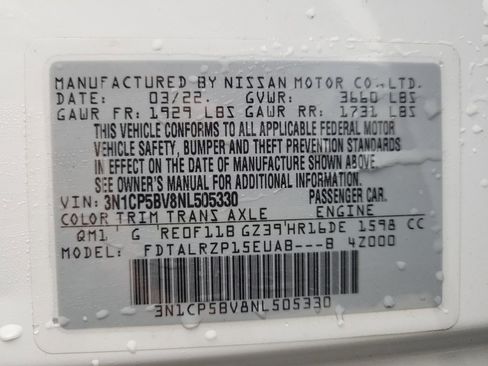 MANUFACTURED BY NISSAN MOTOR CO., LTD.
DATE: 03/22 GVWR: 3660 LBS
GAWR FR: 1929 LBS GAWR RR: 1731 LBS
THIS VEHICLE CONFORMS TO ALL APPLICABLE FEDERAL MOTOR
VEHICLE SAFETY, BUMPER AND THEFT PREVENTION STANDARDS
IN EFFECT ON THE DATE OF MANUFACTURE SHOWN ABOVE.
SEE OWNER'S MANUAL FOR ADDITIONAL INFORMATION.
VIN: 3N1CP5BV8NL505330 PASSENGER CAR.
COLOR TRIM TRANS AXLE ENGINE
QM1 G RE0F11B GZ39 HR16DE 1598 CC
MODEL: FDTALRZP15EUAB---B 4Z000
3N1CP5BV8NL505330